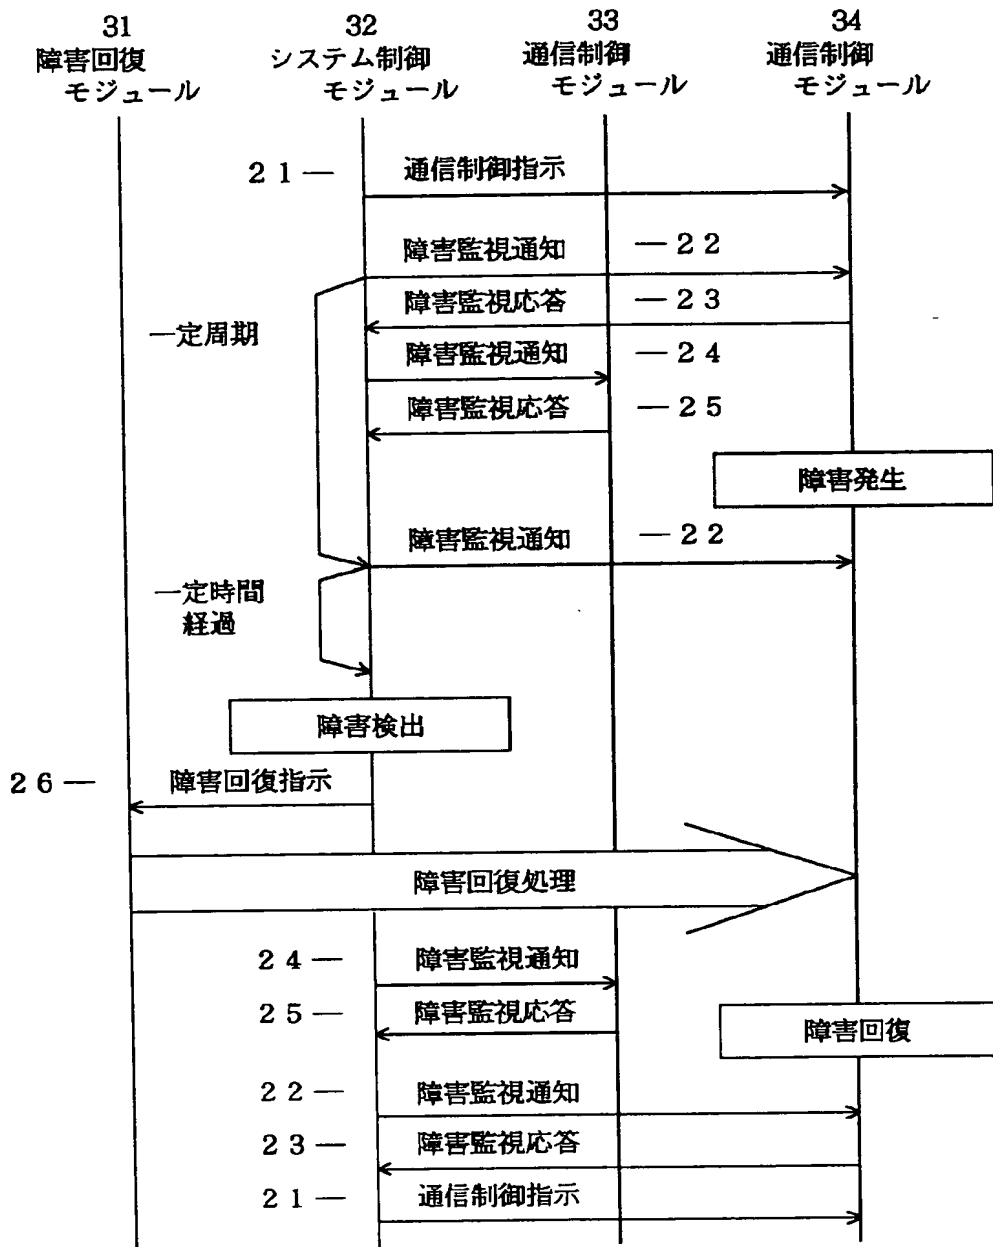 31 32 33 34
障害回復 システム制御 通信制御 通信制御
モジュール モジュール モジュール モジュール
21— 通信制御指示
障害監視通知 —22
障害監視応答 —23
一定周期
障害監視通知 —24
障害監視応答 —25
障害発生
障害監視通知 —22
一定時間
経過
障害検出
26— 障害回復指示
障害回復処理
24— 障害監視通知
25— 障害監視応答
障害回復
22— 障害監視通知
23— 障害監視応答
21— 通信制御指示